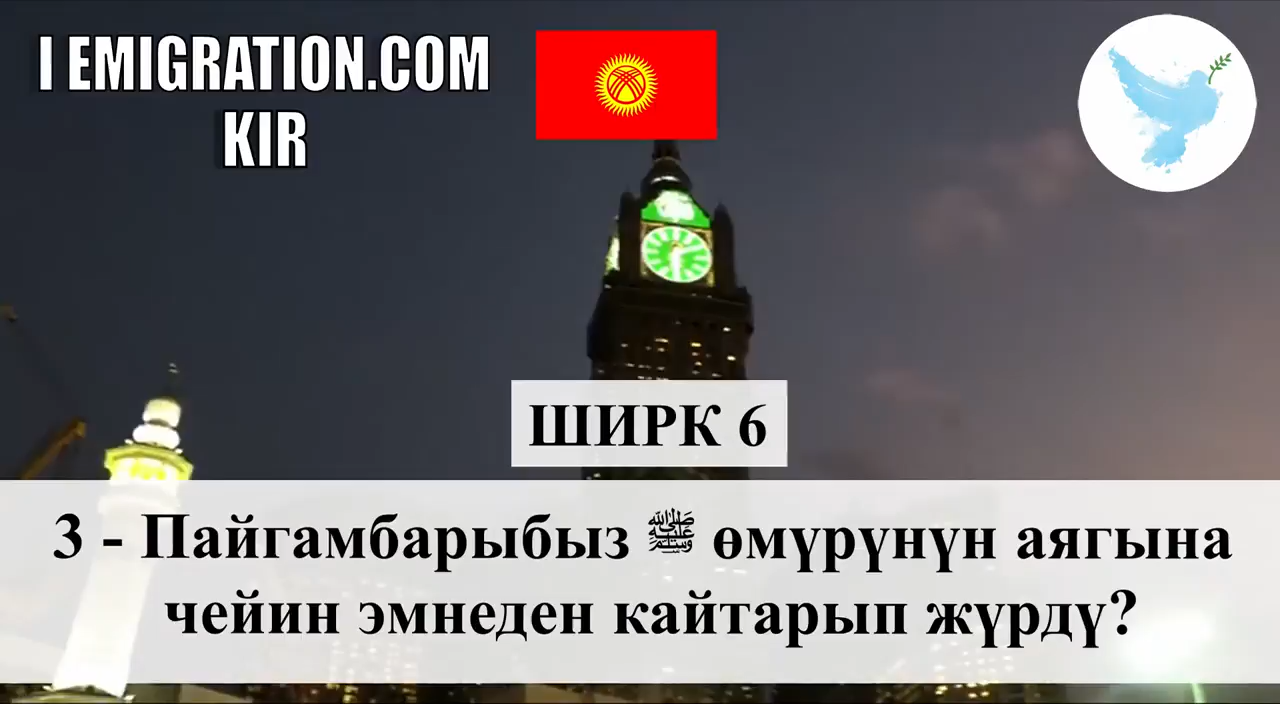 I EMIGRATION.COM
KIR
ШИРК 6
3 - Пайгамбарыбыз ﷺ өмүрүнүн аягына
чейин эмнеден кайтарып жүрдү?